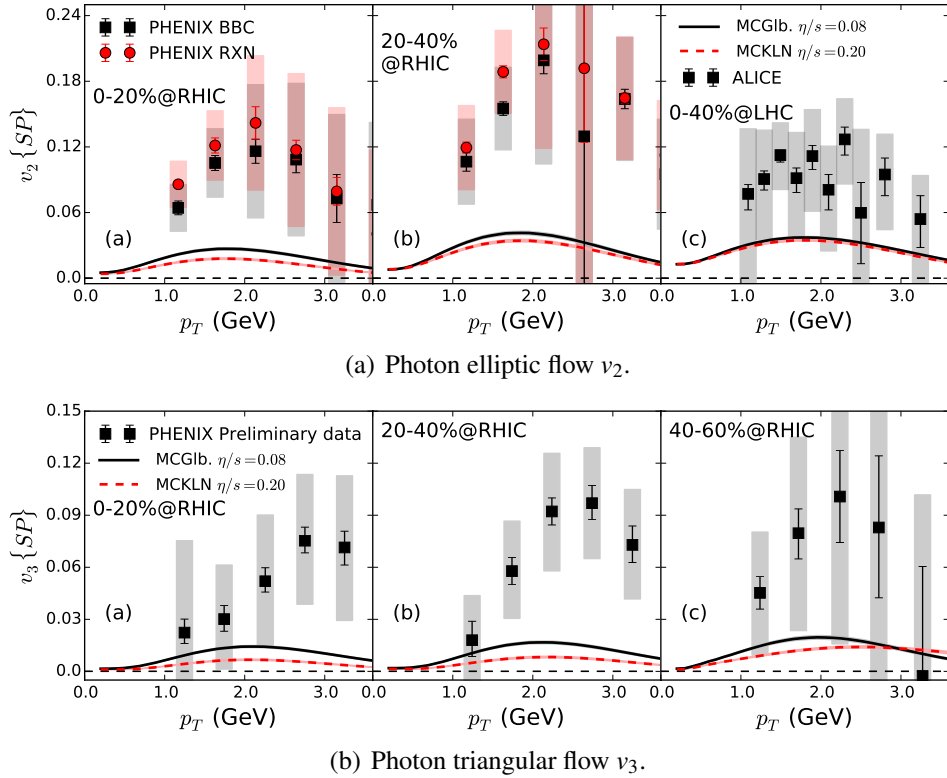 0.24
0.18
0.12
0.06
0.0
v₂{SP}
PHENIX BBC
PHENIX RXN
0-20%@RHIC
(a)
0.0 1.0 2.0 3.0
p_T (GeV)
20-40%
@RHIC
(b)
0.0 1.0 2.0 3.0
p_T (GeV)
MCGlb. η/s=0.08
MCKLN η/s=0.20
ALICE
0-40%@LHC
(c)
0.0 1.0 2.0 3.0
p_T (GeV)
(a) Photon elliptic flow v₂.
0.15
0.12
0.09
0.06
0.03
0.0
v₃{SP}
PHENIX Preliminary data
MCGlb. η/s=0.08
MCKLN η/s=0.20
0-20%@RHIC
(a)
0.0 1.0 2.0 3.0
p_T (GeV)
20-40%@RHIC
(b)
0.0 1.0 2.0 3.0
p_T (GeV)
40-60%@RHIC
(c)
0.0 1.0 2.0 3.0
p_T (GeV)
(b) Photon triangular flow v₃.